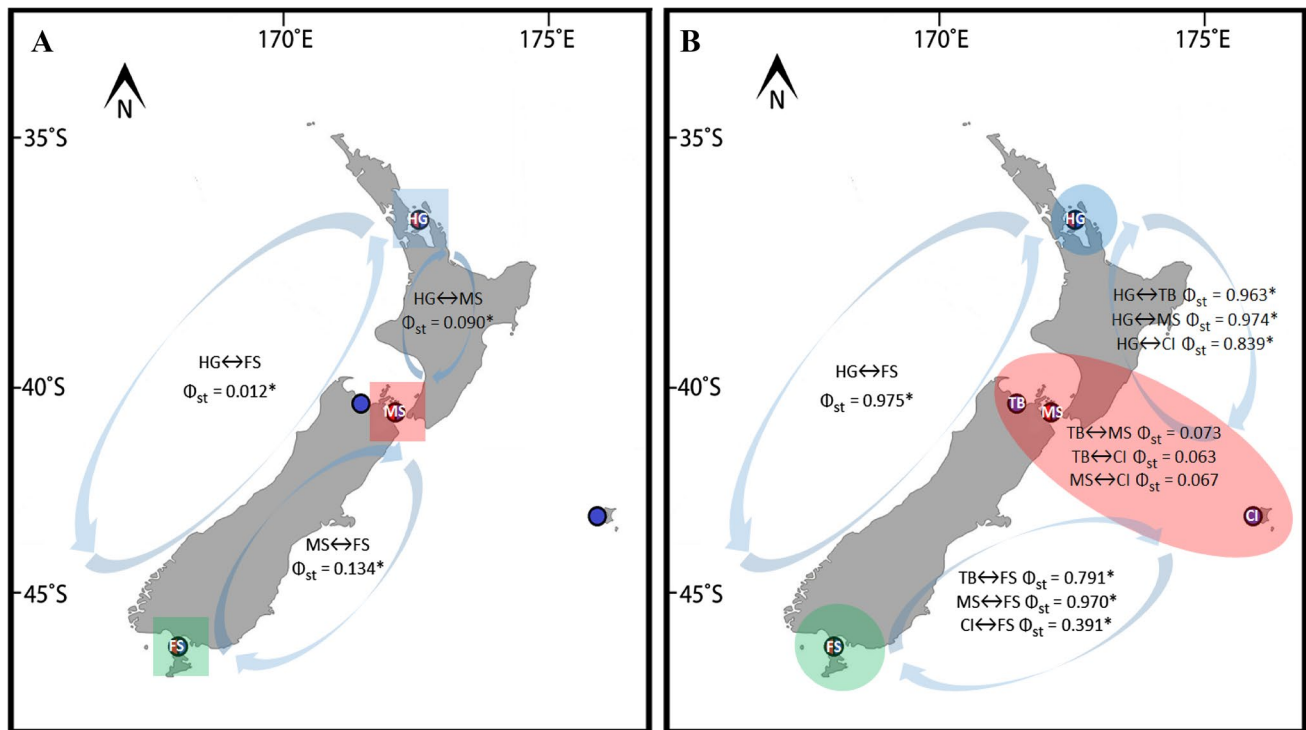 A
170°E
175°E
N
35°S
HG
HG↔MS
Φst = 0.090*
HG↔FS
Φst = 0.012*
40°S
MS
MS↔FS
Φst = 0.134*
45°S
FS
B
170°E
175°E
N
35°S
HG
HG↔TB Φst = 0.963*
HG↔MS Φst = 0.974*
HG↔CI Φst = 0.839*
HG↔FS
Φst = 0.975*
40°S
TB
MS
TB↔MS Φst = 0.073
TB↔CI Φst = 0.063
MS↔CI Φst = 0.067
CI
TB↔FS Φst = 0.791*
MS↔FS Φst = 0.970*
CI↔FS Φst = 0.391*
45°S
FS